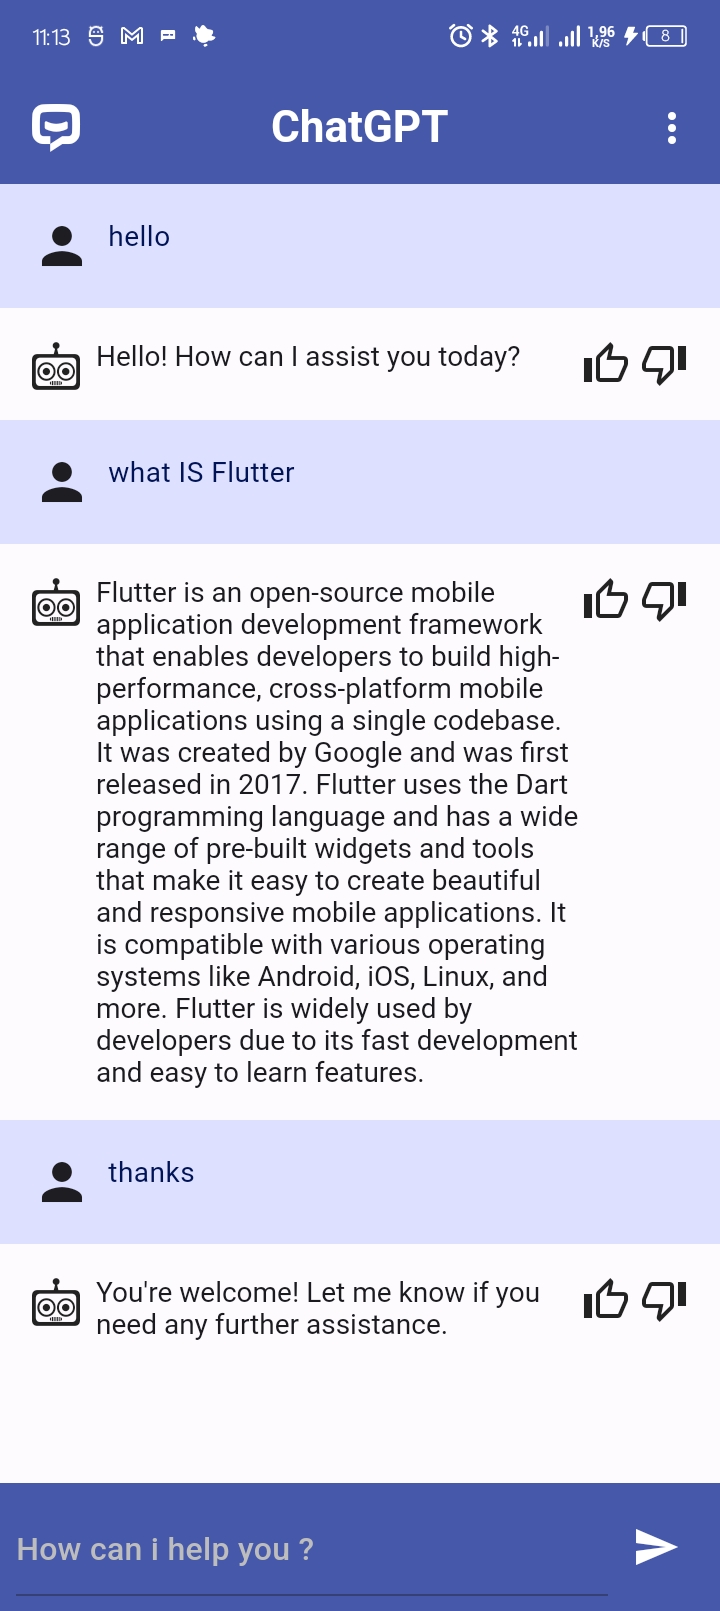 11:13
4G
1,96
K/S
8
ChatGPT
hello
Hello! How can I assist you today?
what IS Flutter
Flutter is an open-source mobile
application development framework
that enables developers to build high-
performance, cross-platform mobile
applications using a single codebase.
It was created by Google and was first
released in 2017. Flutter uses the Dart
programming language and has a wide
range of pre-built widgets and tools
that make it easy to create beautiful
and responsive mobile applications. It
is compatible with various operating
systems like Android, iOS, Linux, and
more. Flutter is widely used by
developers due to its fast development
and easy to learn features.
thanks
You're welcome! Let me know if you
need any further assistance.
How can i help you ?